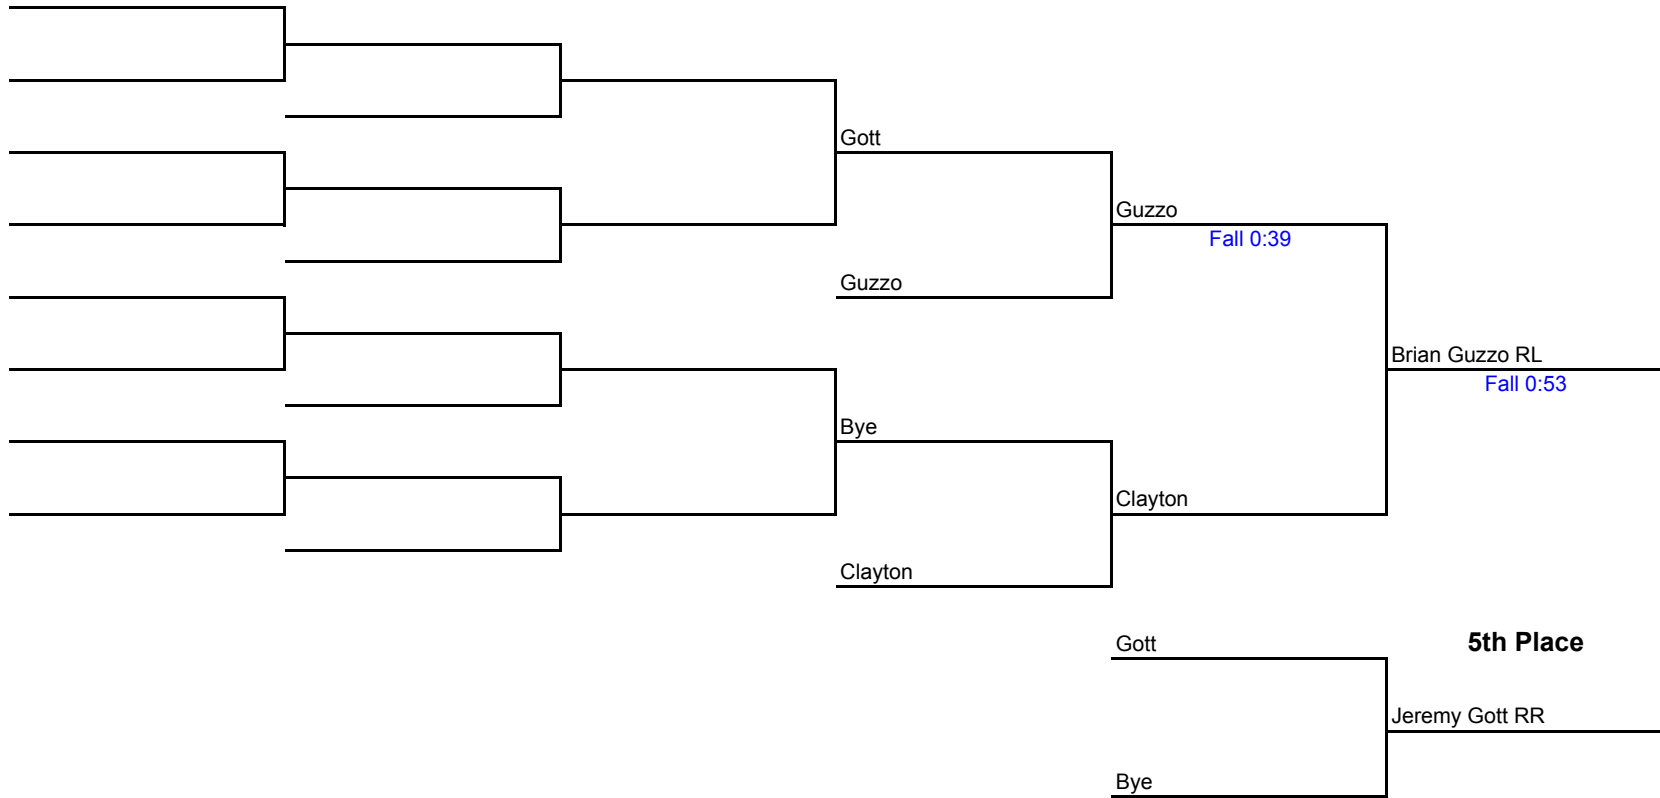 Gott
Guzzo
Fall 0:39
Guzzo
Brian Guzzo RL
Fall 0:53
Bye
Clayton
Clayton
Gott
5th Place
Jeremy Gott RR
Bye